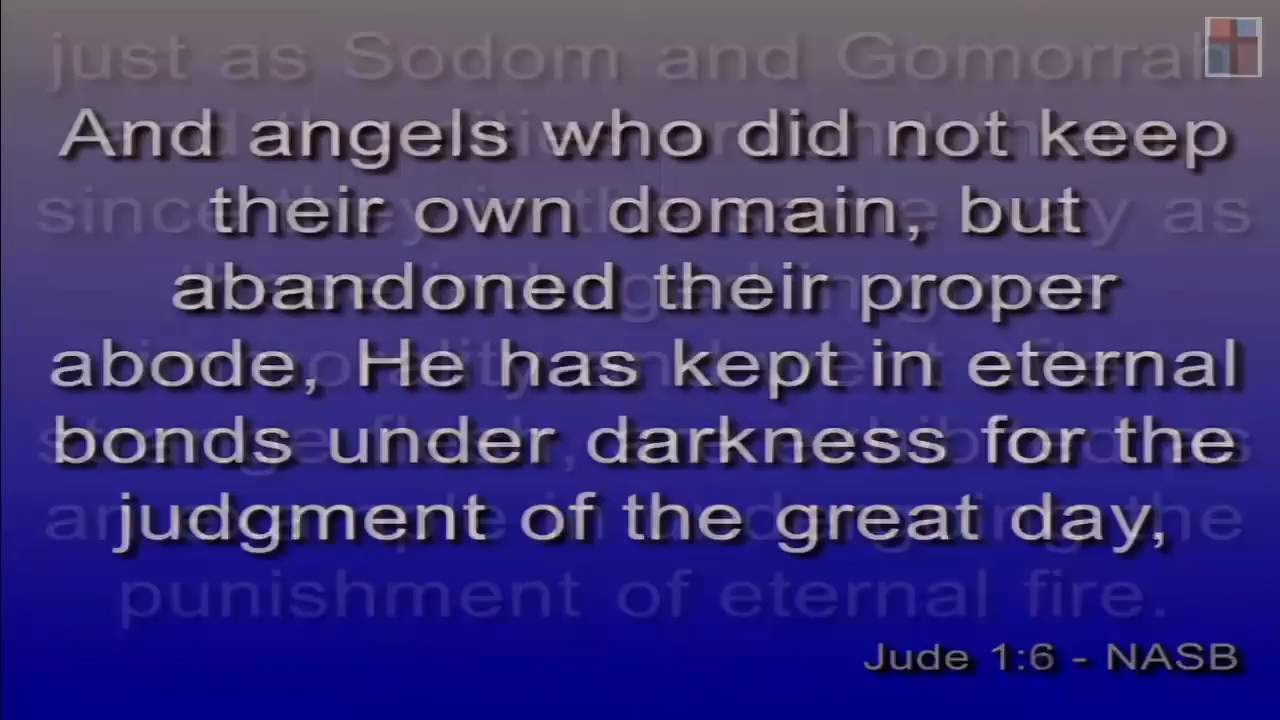 just as Sodom and Gomorrah
And angels who did not keep
their own domain, but
abandoned their proper
abode, He has kept in eternal
bonds under darkness for the
judgment of the great day,
punishment of eternal fire.
Jude 1:6 - NASB